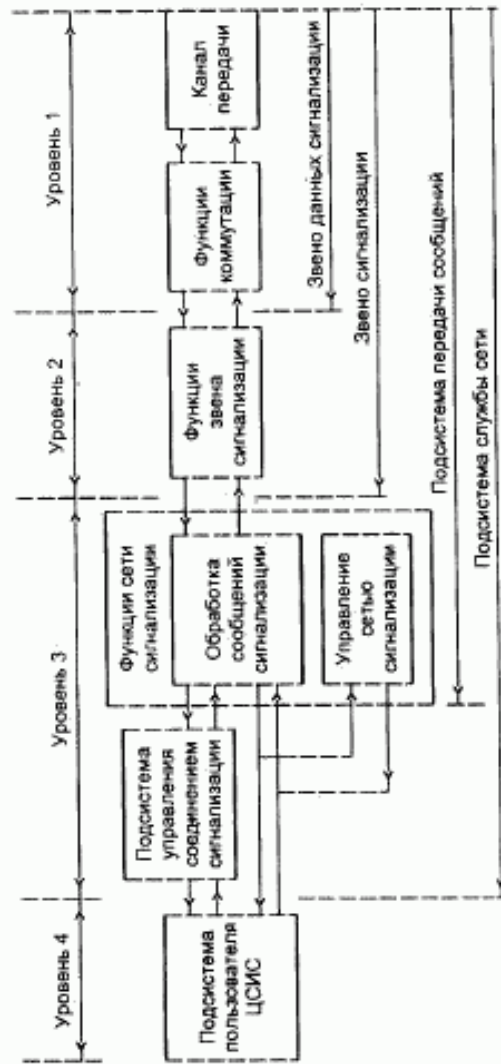 Уровень 4
Уровень 3
Уровень 2
Уровень 1
Подсистема
пользователя
ЦСИС
Подсистема
управления
соединением
сигнализации
Функции сети
сигнализации
Обработка
сообщений
сигнализации
Управление
сетью
сигнализации
Функции
звена
сигнализации
Функции
коммутации
Канал
передачи
Звено данных сигнализации
Звено сигнализации
Подсистема передачи сообщений
Подсистема службы сети